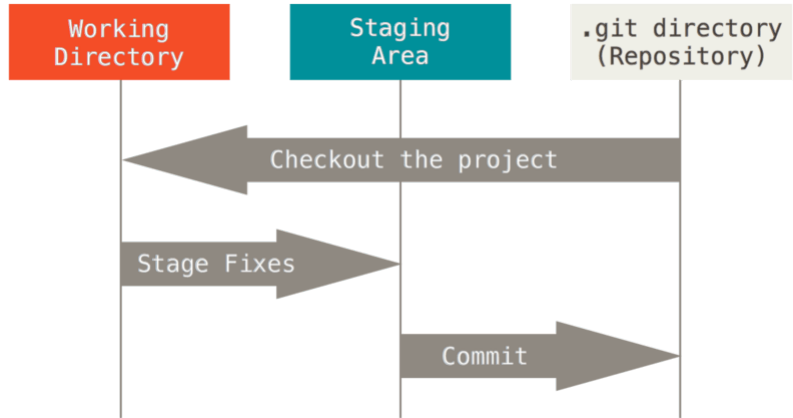 Working
Directory
Staging
Area
.git directory
(Repository)
Checkout the project
Stage Fixes
Commit